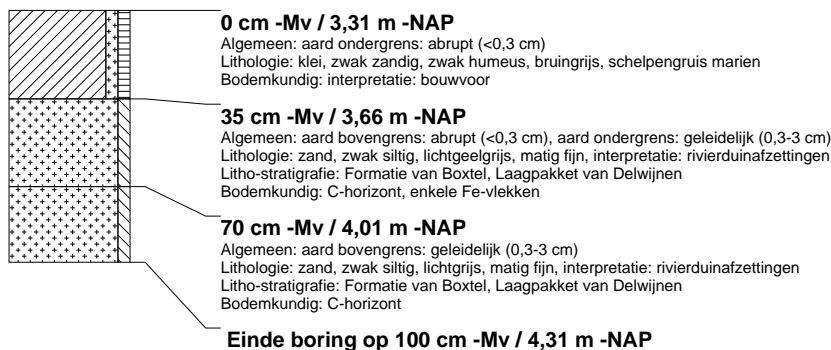 0 cm -Mv / 3,31 m -NAP
Algemeen: aard ondergrens: abrupt (<0,3 cm)
Lithologie: klei, zwak zandig, zwak humeus, bruingrijs, schelpengruis marien
Bodemkundig: interpretatie: bouwvoor
35 cm -Mv / 3,66 m -NAP
Algemeen: aard bovengrens: abrupt (<0,3 cm), aard ondergrens: geleidelijk (0,3-3 cm)
Lithologie: zand, zwak siltig, lichtgeelgrijs, matig fijn, interpretatie: rivierduinafzettingen
Litho-stratigrafie: Formatie van Boxtel, Laagpakket van Delwijnen
Bodemkundig: C-horizont, enkele Fe-vlekken
70 cm -Mv / 4,01 m -NAP
Algemeen: aard bovengrens: geleidelijk (0,3-3 cm)
Lithologie: zand, zwak siltig, lichtgrijs, matig fijn, interpretatie: rivierduinafzettingen
Litho-stratigrafie: Formatie van Boxtel, Laagpakket van Delwijnen
Bodemkundig: C-horizont
Einde boring op 100 cm -Mv / 4,31 m -NAP